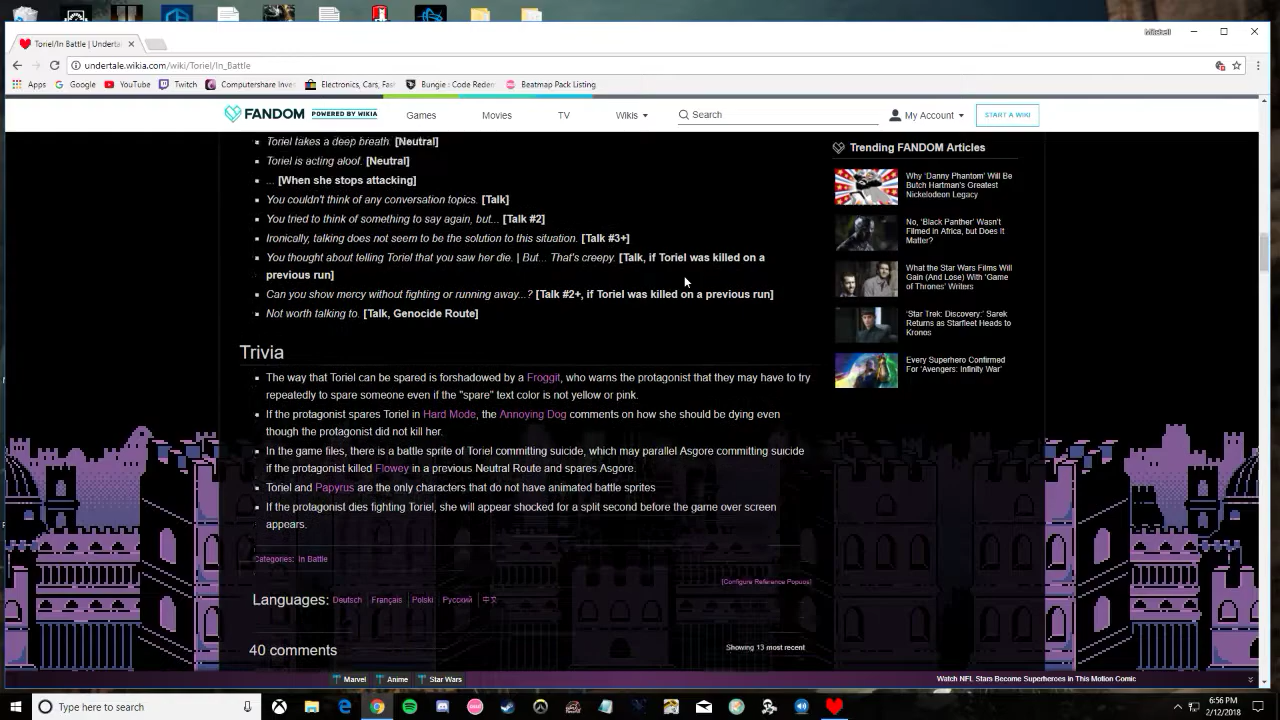 Mitchell
Toriel/In Battle | Underta
undertale.wikia.com/wiki/Toriel/In_Battle
Apps Google YouTube Twitch Computershare Inves Electronics, Cars, Fas Bungie : Code Redem Beatmap Pack Listing
FANDOM POWERED BY WIKIA Games Movies TV Wikis Search My Account START A WIKI
Toriel takes a deep breath. [Neutral]
Toriel is acting aloof. [Neutral]
... [When she stops attacking]
You couldn't think of any conversation topics. [Talk]
You tried to think of something to say again, but... [Talk #2]
Ironically, talking does not seem to be the solution to this situation. [Talk #3+]
You thought about telling Toriel that you saw her die. | But... That's creepy. [Talk, if Toriel was killed on a
previous run]
Can you show mercy without fighting or running away...? [Talk #2+, if Toriel was killed on a previous run]
Not worth talking to. [Talk, Genocide Route]
Trivia
The way that Toriel can be spared is forshadowed by a Froggit, who warns the protagonist that they may have to try
repeatedly to spare someone even if the "spare" text color is not yellow or pink.
If the protagonist spares Toriel in Hard Mode, the Annoying Dog comments on how she should be dying even
though the protagonist did not kill her.
In the game files, there is a battle sprite of Toriel committing suicide, which may parallel Asgore committing suicide
if the protagonist killed Flowey in a previous Neutral Route and spares Asgore.
Toriel and Papyrus are the only characters that do not have animated battle sprites
If the protagonist dies fighting Toriel, she will appear shocked for a split second before the game over screen
appears.
Categories: In Battle
[Configure Reference Popups]
Languages: Deutsch Français Polski Русский 中文
40 comments
Showing 13 most recent
Trending FANDOM Articles
Why 'Danny Phantom' Will Be
Butch Hartman's Greatest
Nickelodeon Legacy
No, 'Black Panther' Wasn't
Filmed in Africa, but Does It
Matter?
What the Star Wars Films Will
Gain (And Lose) With 'Game
of Thrones' Writers
'Star Trek: Discovery:' Sarek
Returns as Starfleet Heads to
Kronos
Every Superhero Confirmed
For 'Avengers: Infinity War'
Marvel Anime Star Wars
Watch NFL Stars Become Superheroes in This Motion Comic
Type here to search
6:56 PM
2/12/2018